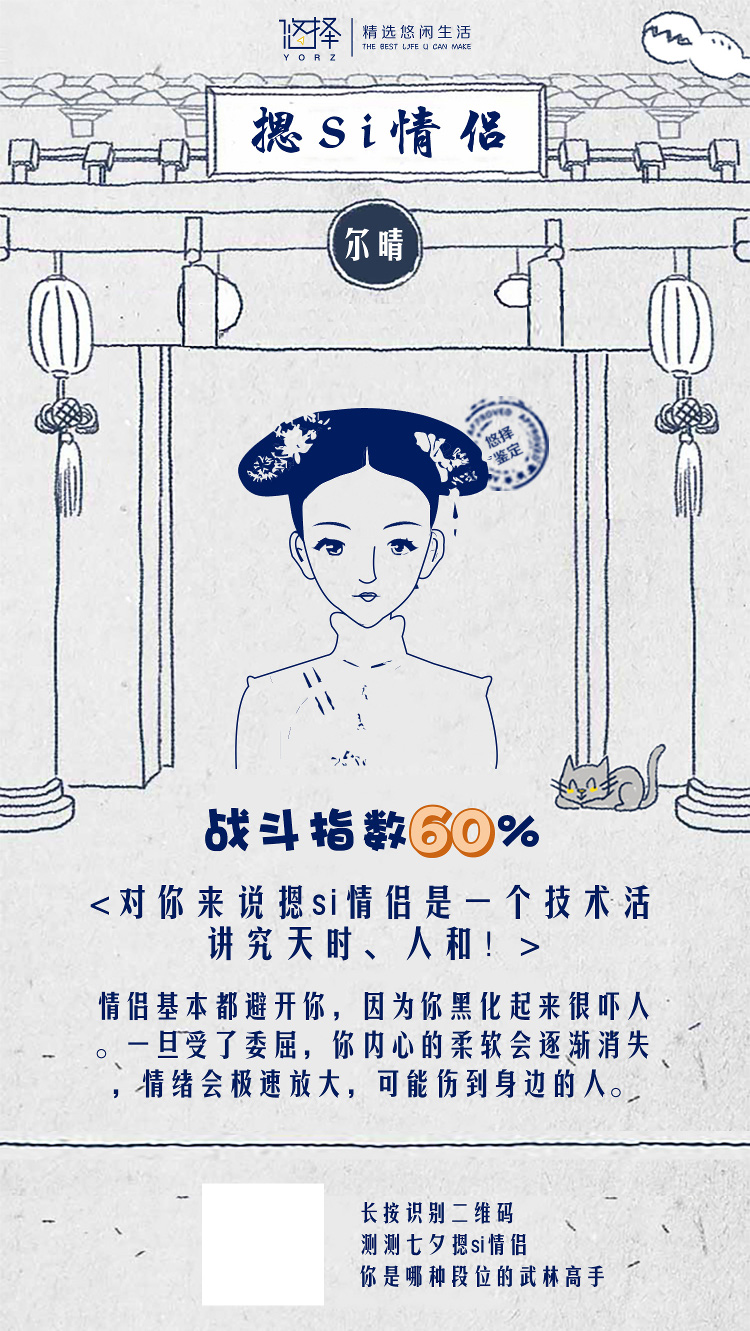 悠择
YORZ
精选悠闲生活
THE BEST LIFE U CAN MAKE
摁Si情侣
尔晴
APPROVED APPROVED
悠择
鉴定
战斗指数60%
<对你来说摁si情侣是一个技术活
讲究天时、人和！>
情侣基本都避开你，因为你黑化起来很吓人
。一旦受了委屈，你内心的柔软会逐渐消失
，情绪会极速放大，可能伤到身边的人。
长按识别二维码
测测七夕摁si情侣
你是哪种段位的武林高手